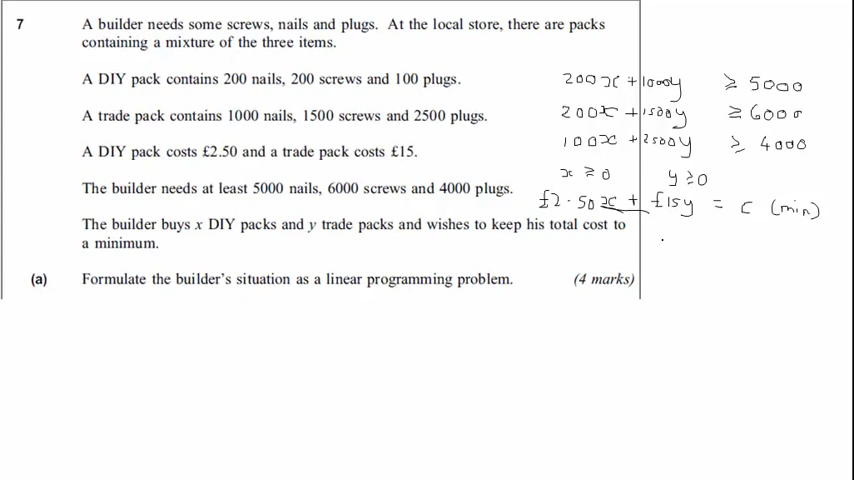 7 A builder needs some screws, nails and plugs. At the local store, there are packs
containing a mixture of the three items.
A DIY pack contains 200 nails, 200 screws and 100 plugs.
200x + 1000y ≥ 5000
A trade pack contains 1000 nails, 1500 screws and 2500 plugs.
200x + 1500y ≥ 6000
A DIY pack costs £2.50 and a trade pack costs £15.
100x + 2500y ≥ 4000
The builder needs at least 5000 nails, 6000 screws and 4000 plugs.
x ≥ 0 y ≥ 0
£2.50x + £15y = C (min)
The builder buys x DIY packs and y trade packs and wishes to keep his total cost to
a minimum.
(a) Formulate the builder's situation as a linear programming problem. (4 marks)